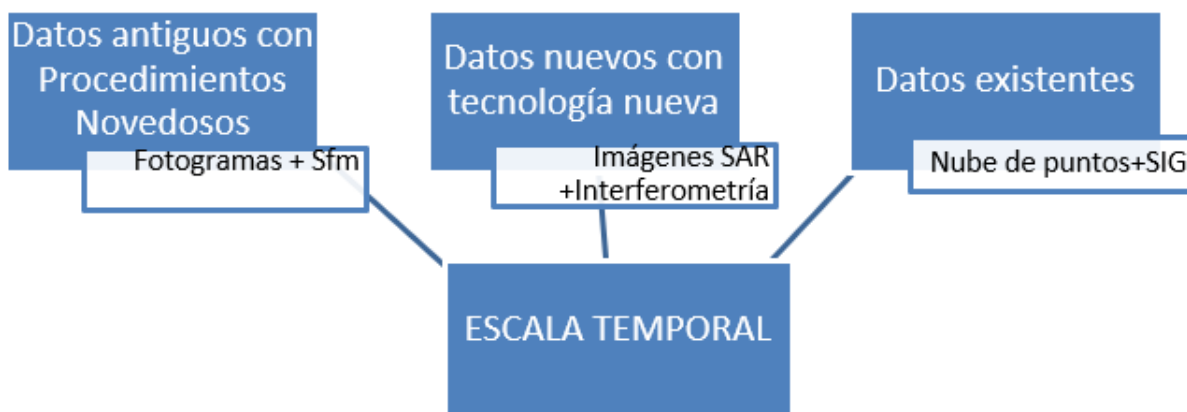 Datos antiguos con
Procedimientos
Novedosos
Fotogramas + Sfm
Datos nuevos con
tecnología nueva
Imágenes SAR
+Interferometría
Datos existentes
Nube de puntos+SIG
ESCALA TEMPORAL